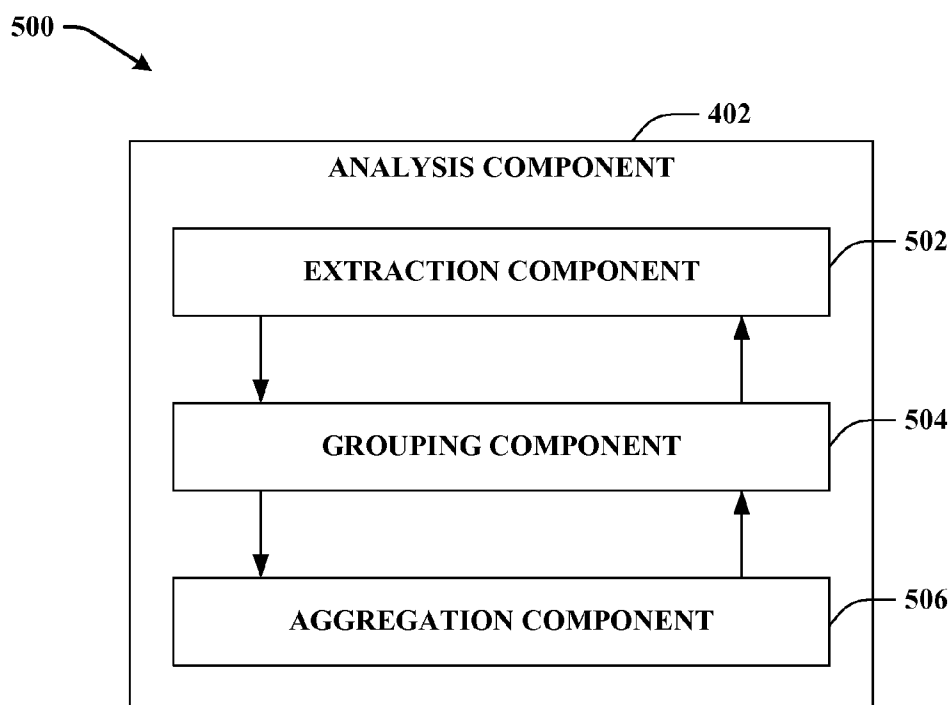 500
402
ANALYSIS COMPONENT
502
EXTRACTION COMPONENT
504
GROUPING COMPONENT
506
AGGREGATION COMPONENT